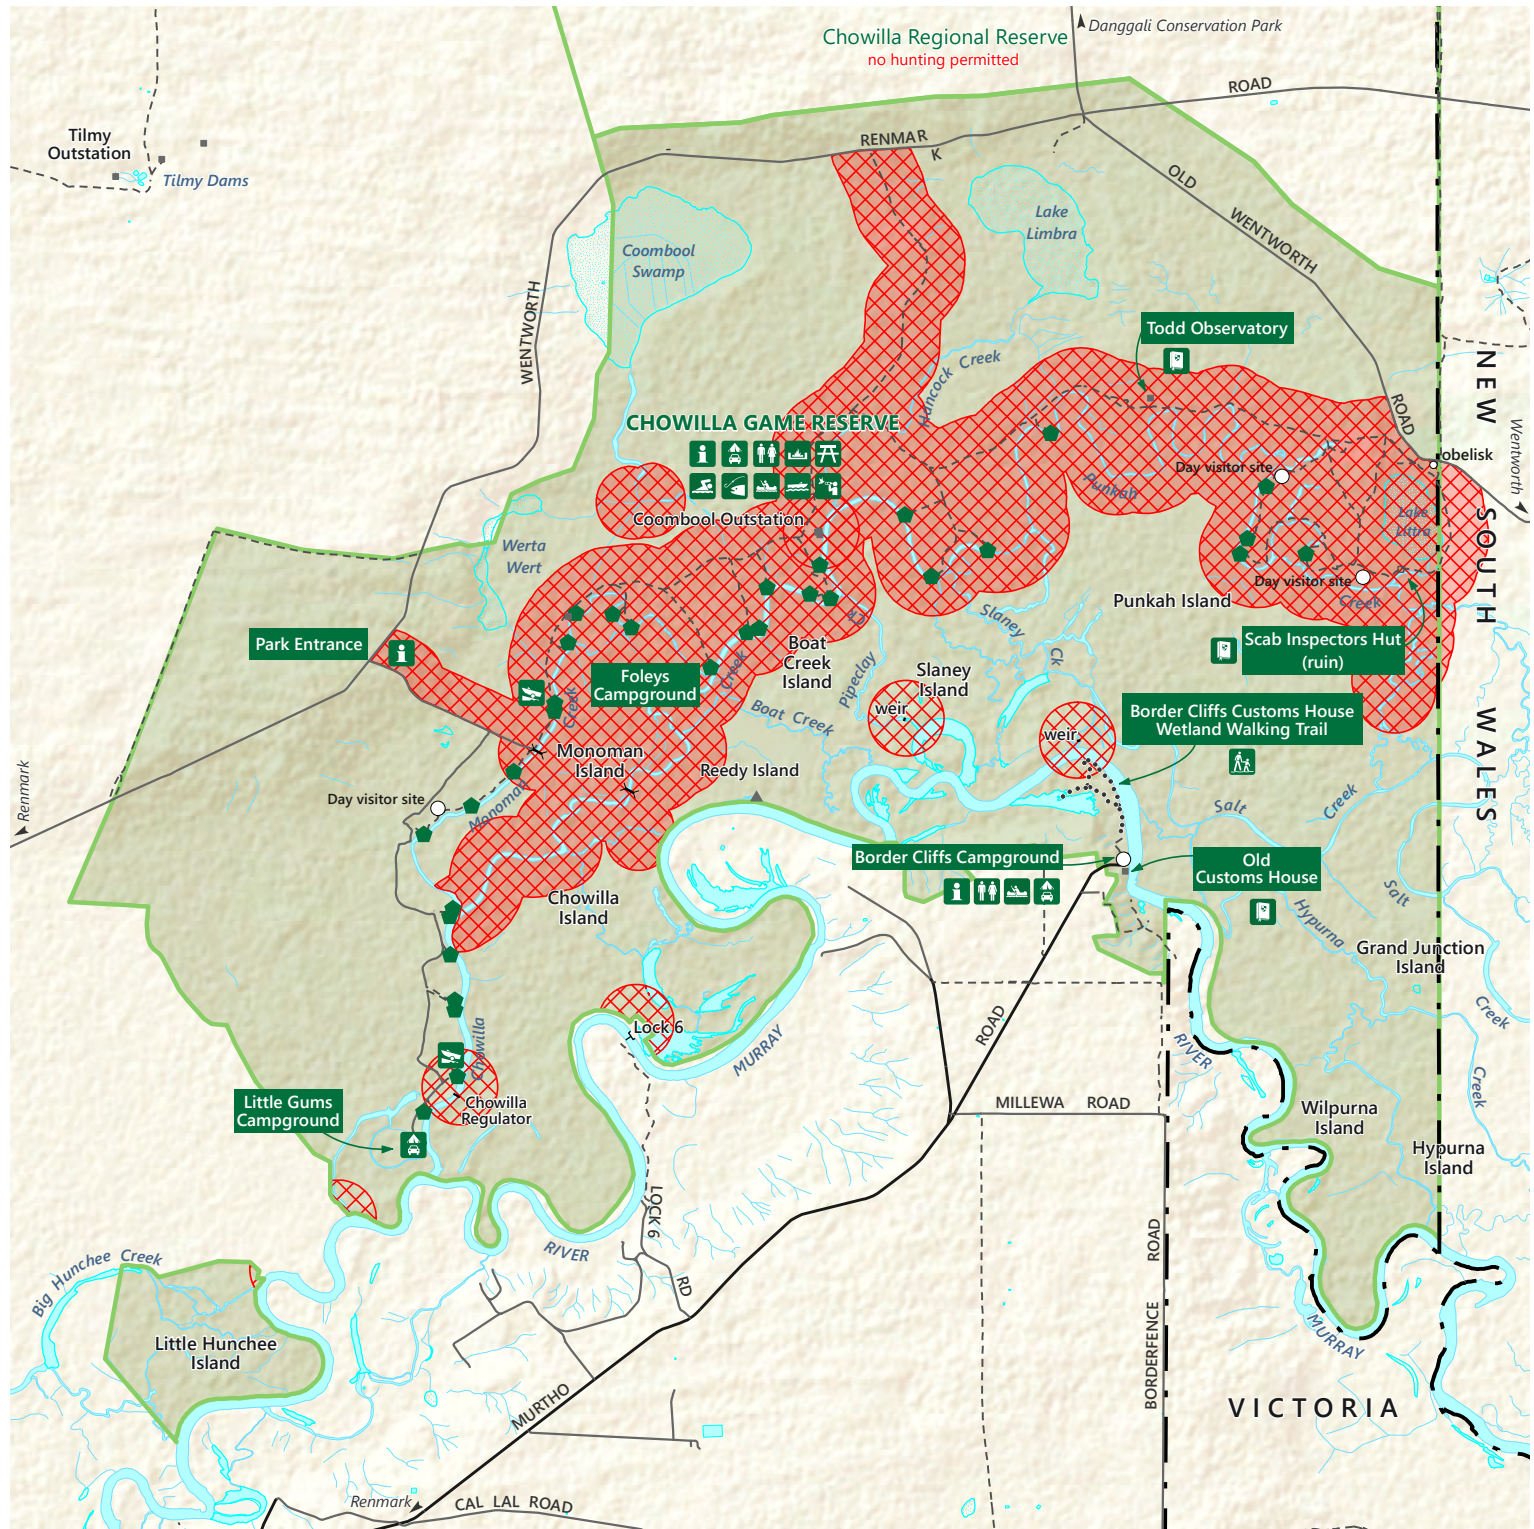 Chowilla Regional Reserve
no hunting permitted
Danggali Conservation Park
ROAD
RENMAR
K
-
OLD
WENTWORTH
ROAD
Tilmy
Outstation
Tilmy Dams
Coombool
Swamp
Lake
Limbra
WENTWORTH
Todd Observatory
Hancock Creek
NEW SOUTH WALES
Wentworth
CHOWILLA GAME RESERVE
Coombool Outstation
Day visitor site
obelisk
Punkah
Lake
Littra
Werta
Wert
Day visitor site
Creek
Punkah Island
Slaney
Ck
CR
Park Entrance
Scab Inspectors Hut
(ruin)
Boat
Creek
Island
Foleys
Campground
Creek
Creek
Pipeclay
Slaney
Island
weir
weir
Boat Creek
Border Cliffs Customs House
Wetland Walking Trail
Monoman
Island
Reedy Island
Renmark
Day visitor site
Monoman
Salt
Creek
Border Cliffs Campground
Old
Customs House
Salt
Chowilla
Island
Hypurna
Grand Junction
Island
Creek
Lock 6
ROAD
MURRAY
RIVER
Chowilla
Creek
Little Gums
Campground
Chowilla
Regulator
MILLEWA ROAD
Wilpurna
Island
Hypurna
Island
LOCK 6
RD
RIVER
BORDERFENCE ROAD
Big Hunchee Creek
Little Hunchee
Island
MURRAY
MURTHO
VICTORIA
Renmark
CAL LAL ROAD